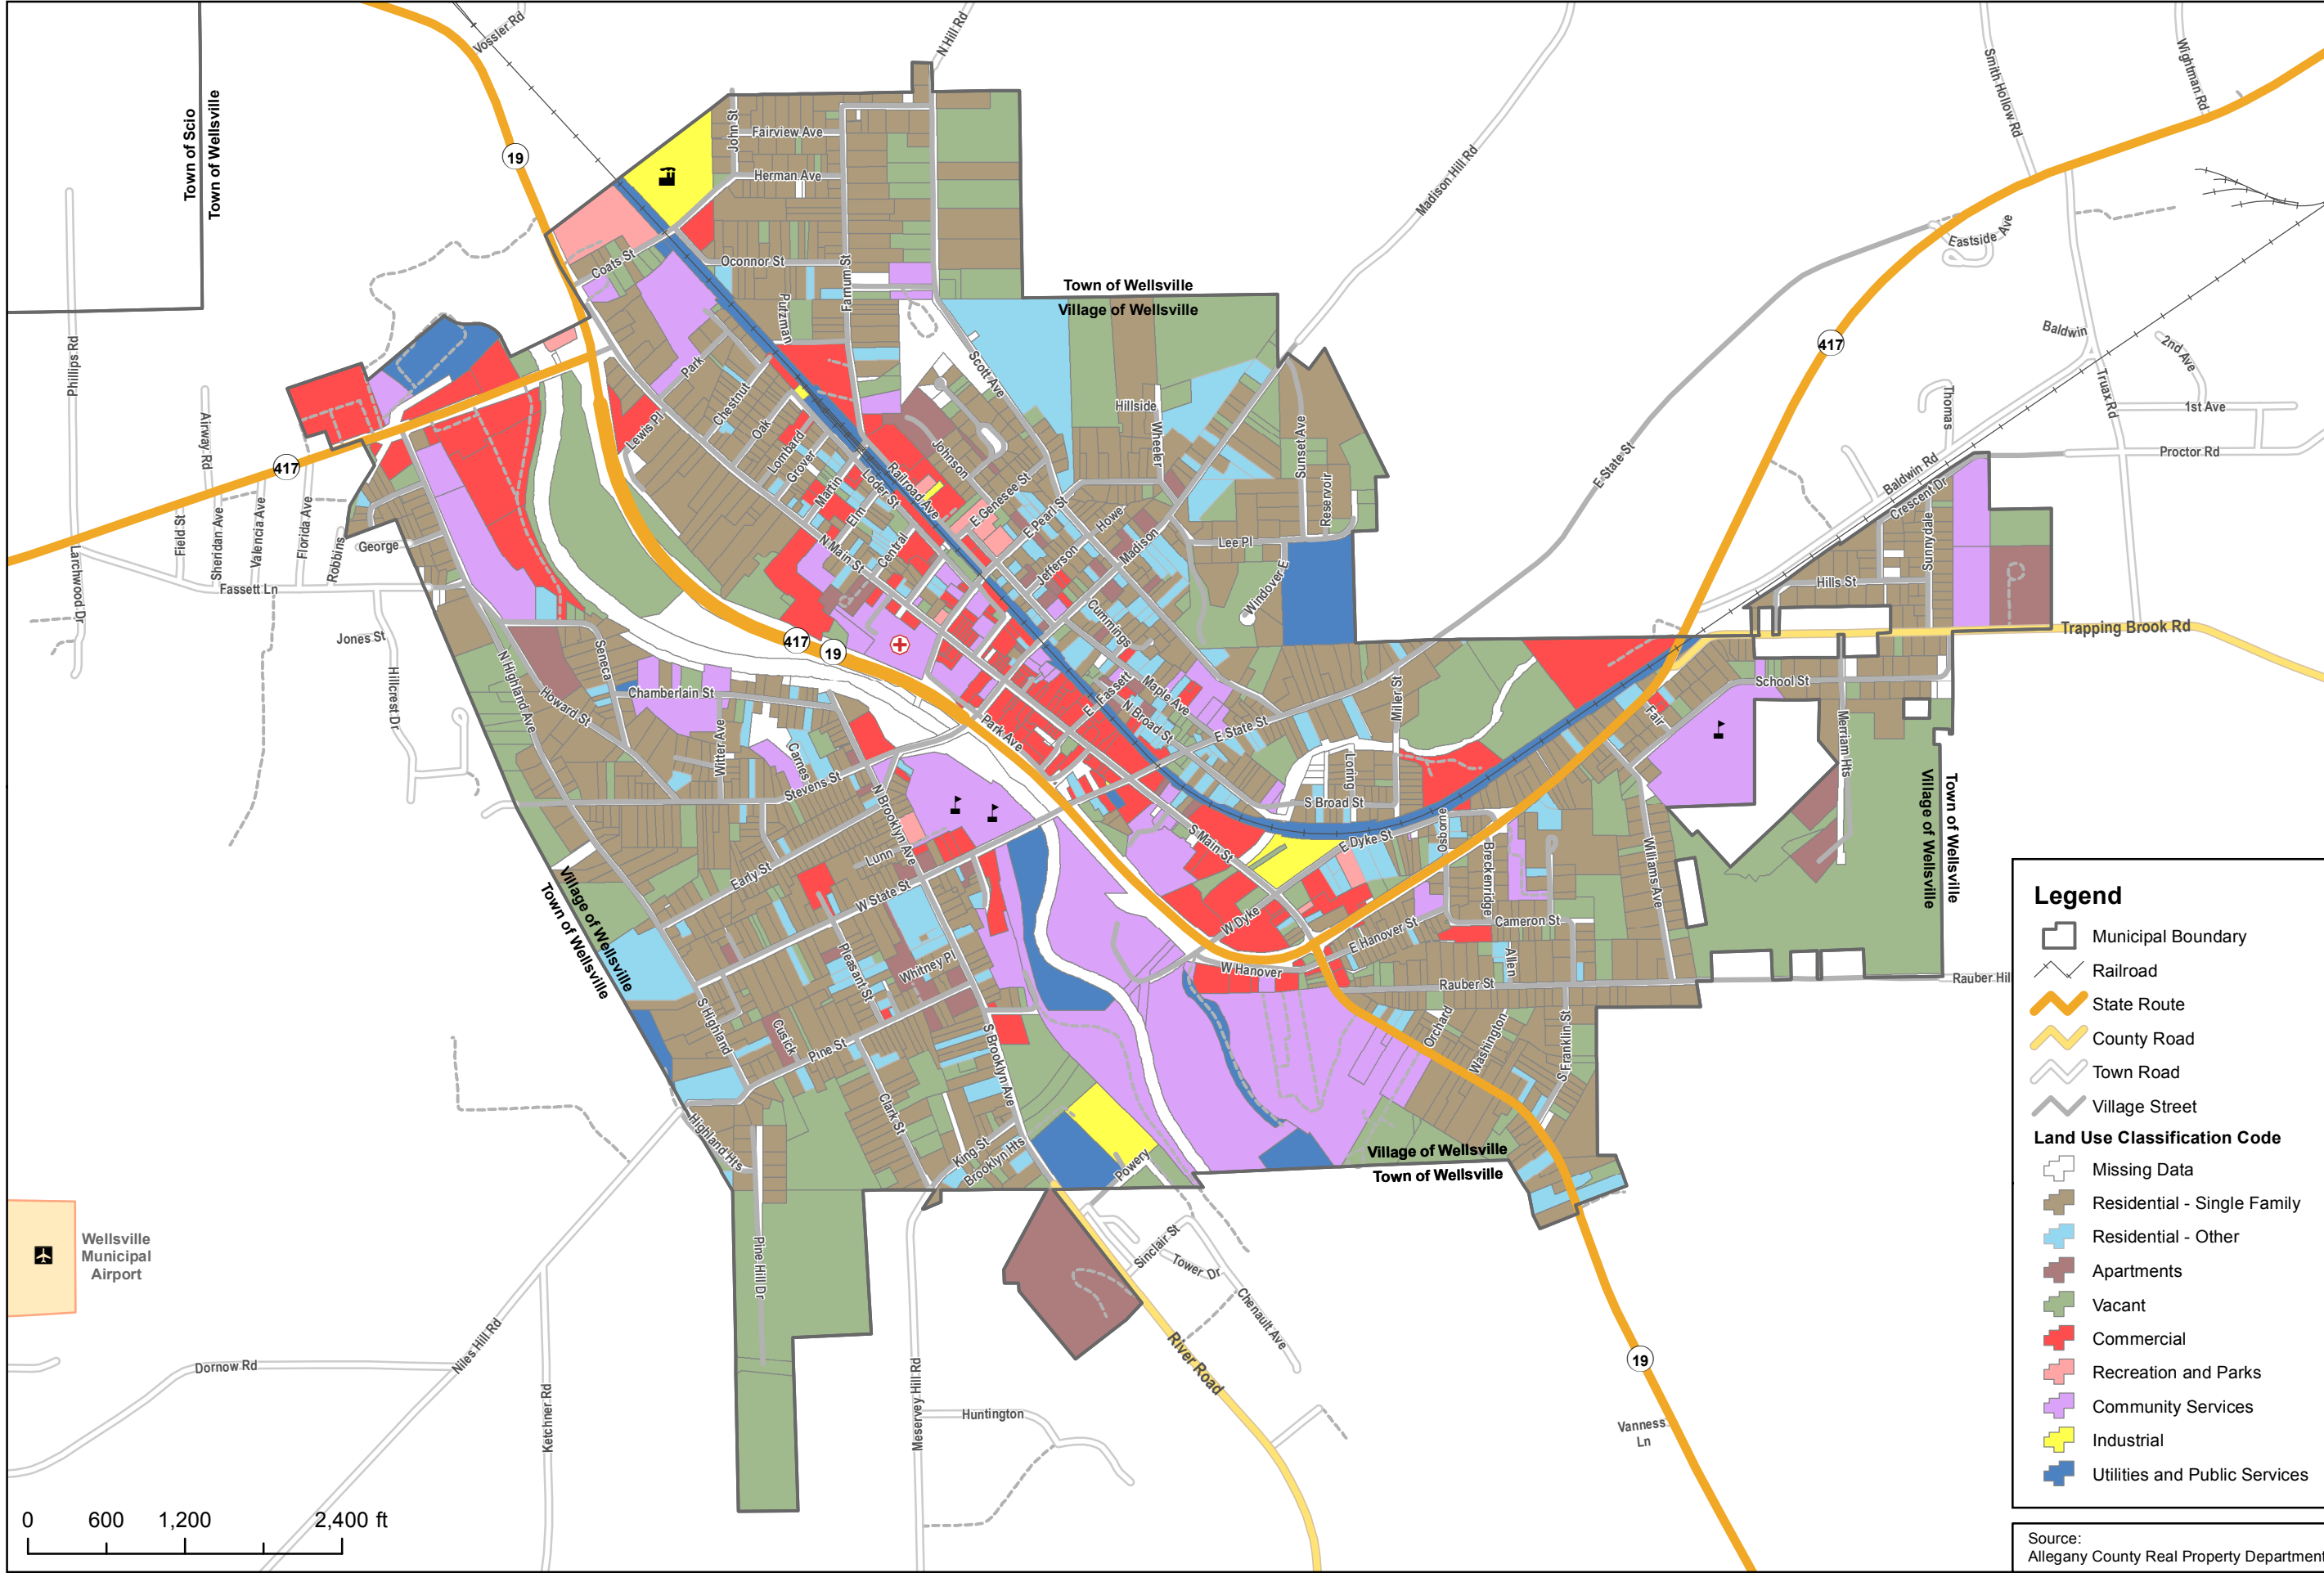 Vossler Rd
N Hill Rd
Smith Hollow Rd
Wightman Rd
Town of Scio
Town of Wellsville
19
John St
Fairview Ave
Herman Ave
Madison Hill Rd
Coats St
Oconnor St
Farnum St
Putzman
Eastside Ave
Town of Wellsville
Village of Wellsville
Phillips Rd
417
Baldwin
2nd Ave
Truax Rd
Thomas
1st Ave
Proctor Rd
Scott Ave
Park
Chestnut
Oak
Lewis Pl
Lombard
Grover
Martin
Elm
Loder St
Railroad Ave
Johnson
Hillside
Wheeler
Sunset Ave
Reservoir
E State St
Airway Rd
417
Field St
Sheridan Ave
Valencia Ave
Florida Ave
Robbins
George
Larchwood Dr
Fassett Ln
Jones St
Hillcrest Dr
N Main St
Central
E Genesee St
E Pearl St
Howe
Jefferson
Madison
Cummings
Lee Pl
Windover E
Baldwin Rd
Crescent Dr
Sunnydale
Hills St
Trapping Brook Rd
417
19
N Highland Ave
Howard St
Seneca
Chamberlain St
Witter Ave
Carnes
Stevens St
Park Ave
E Fassett
Maple Ave
N Broad St
E State St
Miller St
Loring
S Broad St
School St
Fair
Merriam Hts
Village of Wellsville
Town of Wellsville
N Brooklyn Ave
Lunn
Early St
W State St
S Main St
E Dyke St
Osborne
Breckenridge
Williams Ave
Village of Wellsville
Town of Wellsville
W Dyke
E Hanover St
Cameron St
Allen
W Hanover
Rauber St
Rauber Hil
Pleasant St
Whitney Pl
S Highland
Cusick
Pine St
S Brooklyn Ave
Clark St
Orchard
Washington
S Franklin St
Highland Hts
King St
Brooklyn Hts
Powery
Village of Wellsville
Town of Wellsville
Wellsville
Municipal
Airport
Pine Hill Dr
Sinclair St
Tower Dr
Chenault Ave
River Road
Niles Hill Rd
Dornow Rd
Ketchner Rd
Meservey Hill Rd
Huntington
19
Vanness
Ln
0 600 1,200 2,400 ft
Legend
Municipal Boundary
Railroad
State Route
County Road
Town Road
Village Street
Land Use Classification Code
Missing Data
Residential - Single Family
Residential - Other
Apartments
Vacant
Commercial
Recreation and Parks
Community Services
Industrial
Utilities and Public Services
Source:
Allegany County Real Property Department